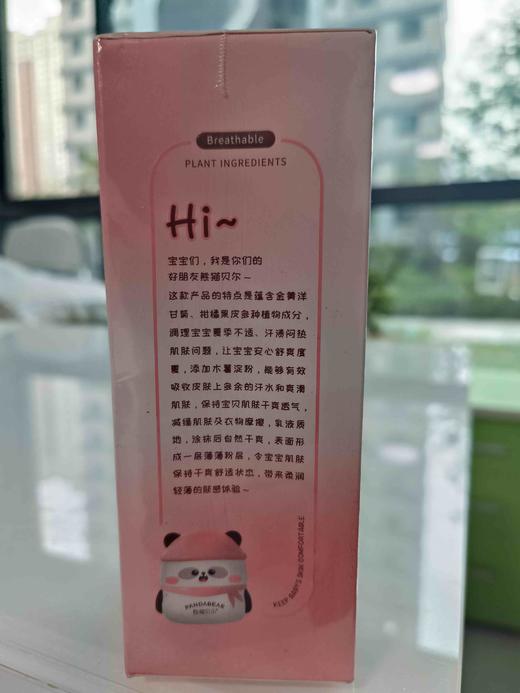 Breathable
PLANT INGREDIENTS
Hi~
宝宝们，我是你们的
好朋友熊猫贝尔~
这款产品的特点是蕴含金黄洋
甘菊、柑橘果皮多种植物成分，
调理宝宝夏季不适、汗渍闷热
肌肤问题，让宝宝安心舒爽度
夏，添加木薯淀粉，能够有效
吸收皮肤上多余的汗水和爽滑
肌肤，保持宝贝肌肤干爽透气，
减缓肌肤及衣物摩擦，乳液质
地，涂抹后自然干爽，表面形
成一层薄薄粉层，令宝宝肌肤
保持干爽舒适状态，带来柔润
轻薄的肤感体验~
KEEP BABY'S SKIN COMFORTABLE
PANDABEAR
熊猫贝尔